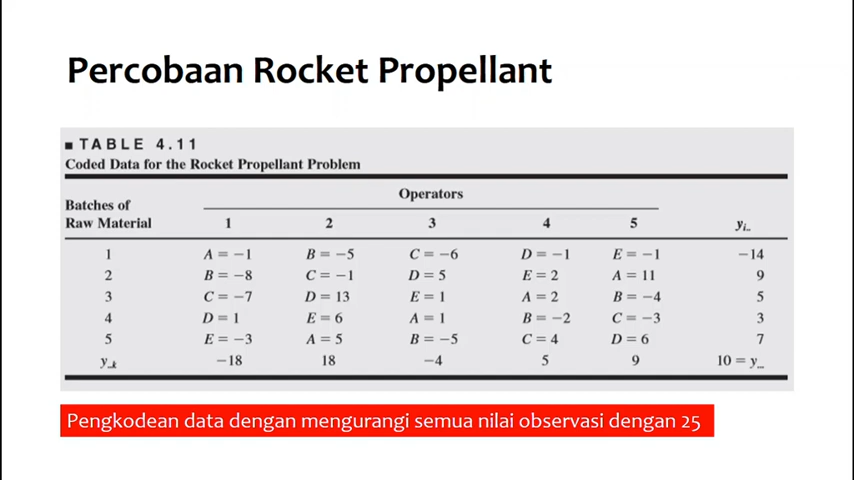 Percobaan Rocket Propellant
■ TABLE 4.11
Coded Data for the Rocket Propellant Problem
Operators
Batches of
Raw Material 1 2 3 4 5 yi..
1 A = −1 B = −5 C = −6 D = −1 E = −1 −14
2 B = −8 C = −1 D = 5 E = 2 A = 11 9
3 C = −7 D = 13 E = 1 A = 2 B = −4 5
4 D = 1 E = 6 A = 1 B = −2 C = −3 3
5 E = −3 A = 5 B = −5 C = 4 D = 6 7
y..k −18 18 −4 5 9 10 = y...
Pengkodean data dengan mengurangi semua nilai observasi dengan 25